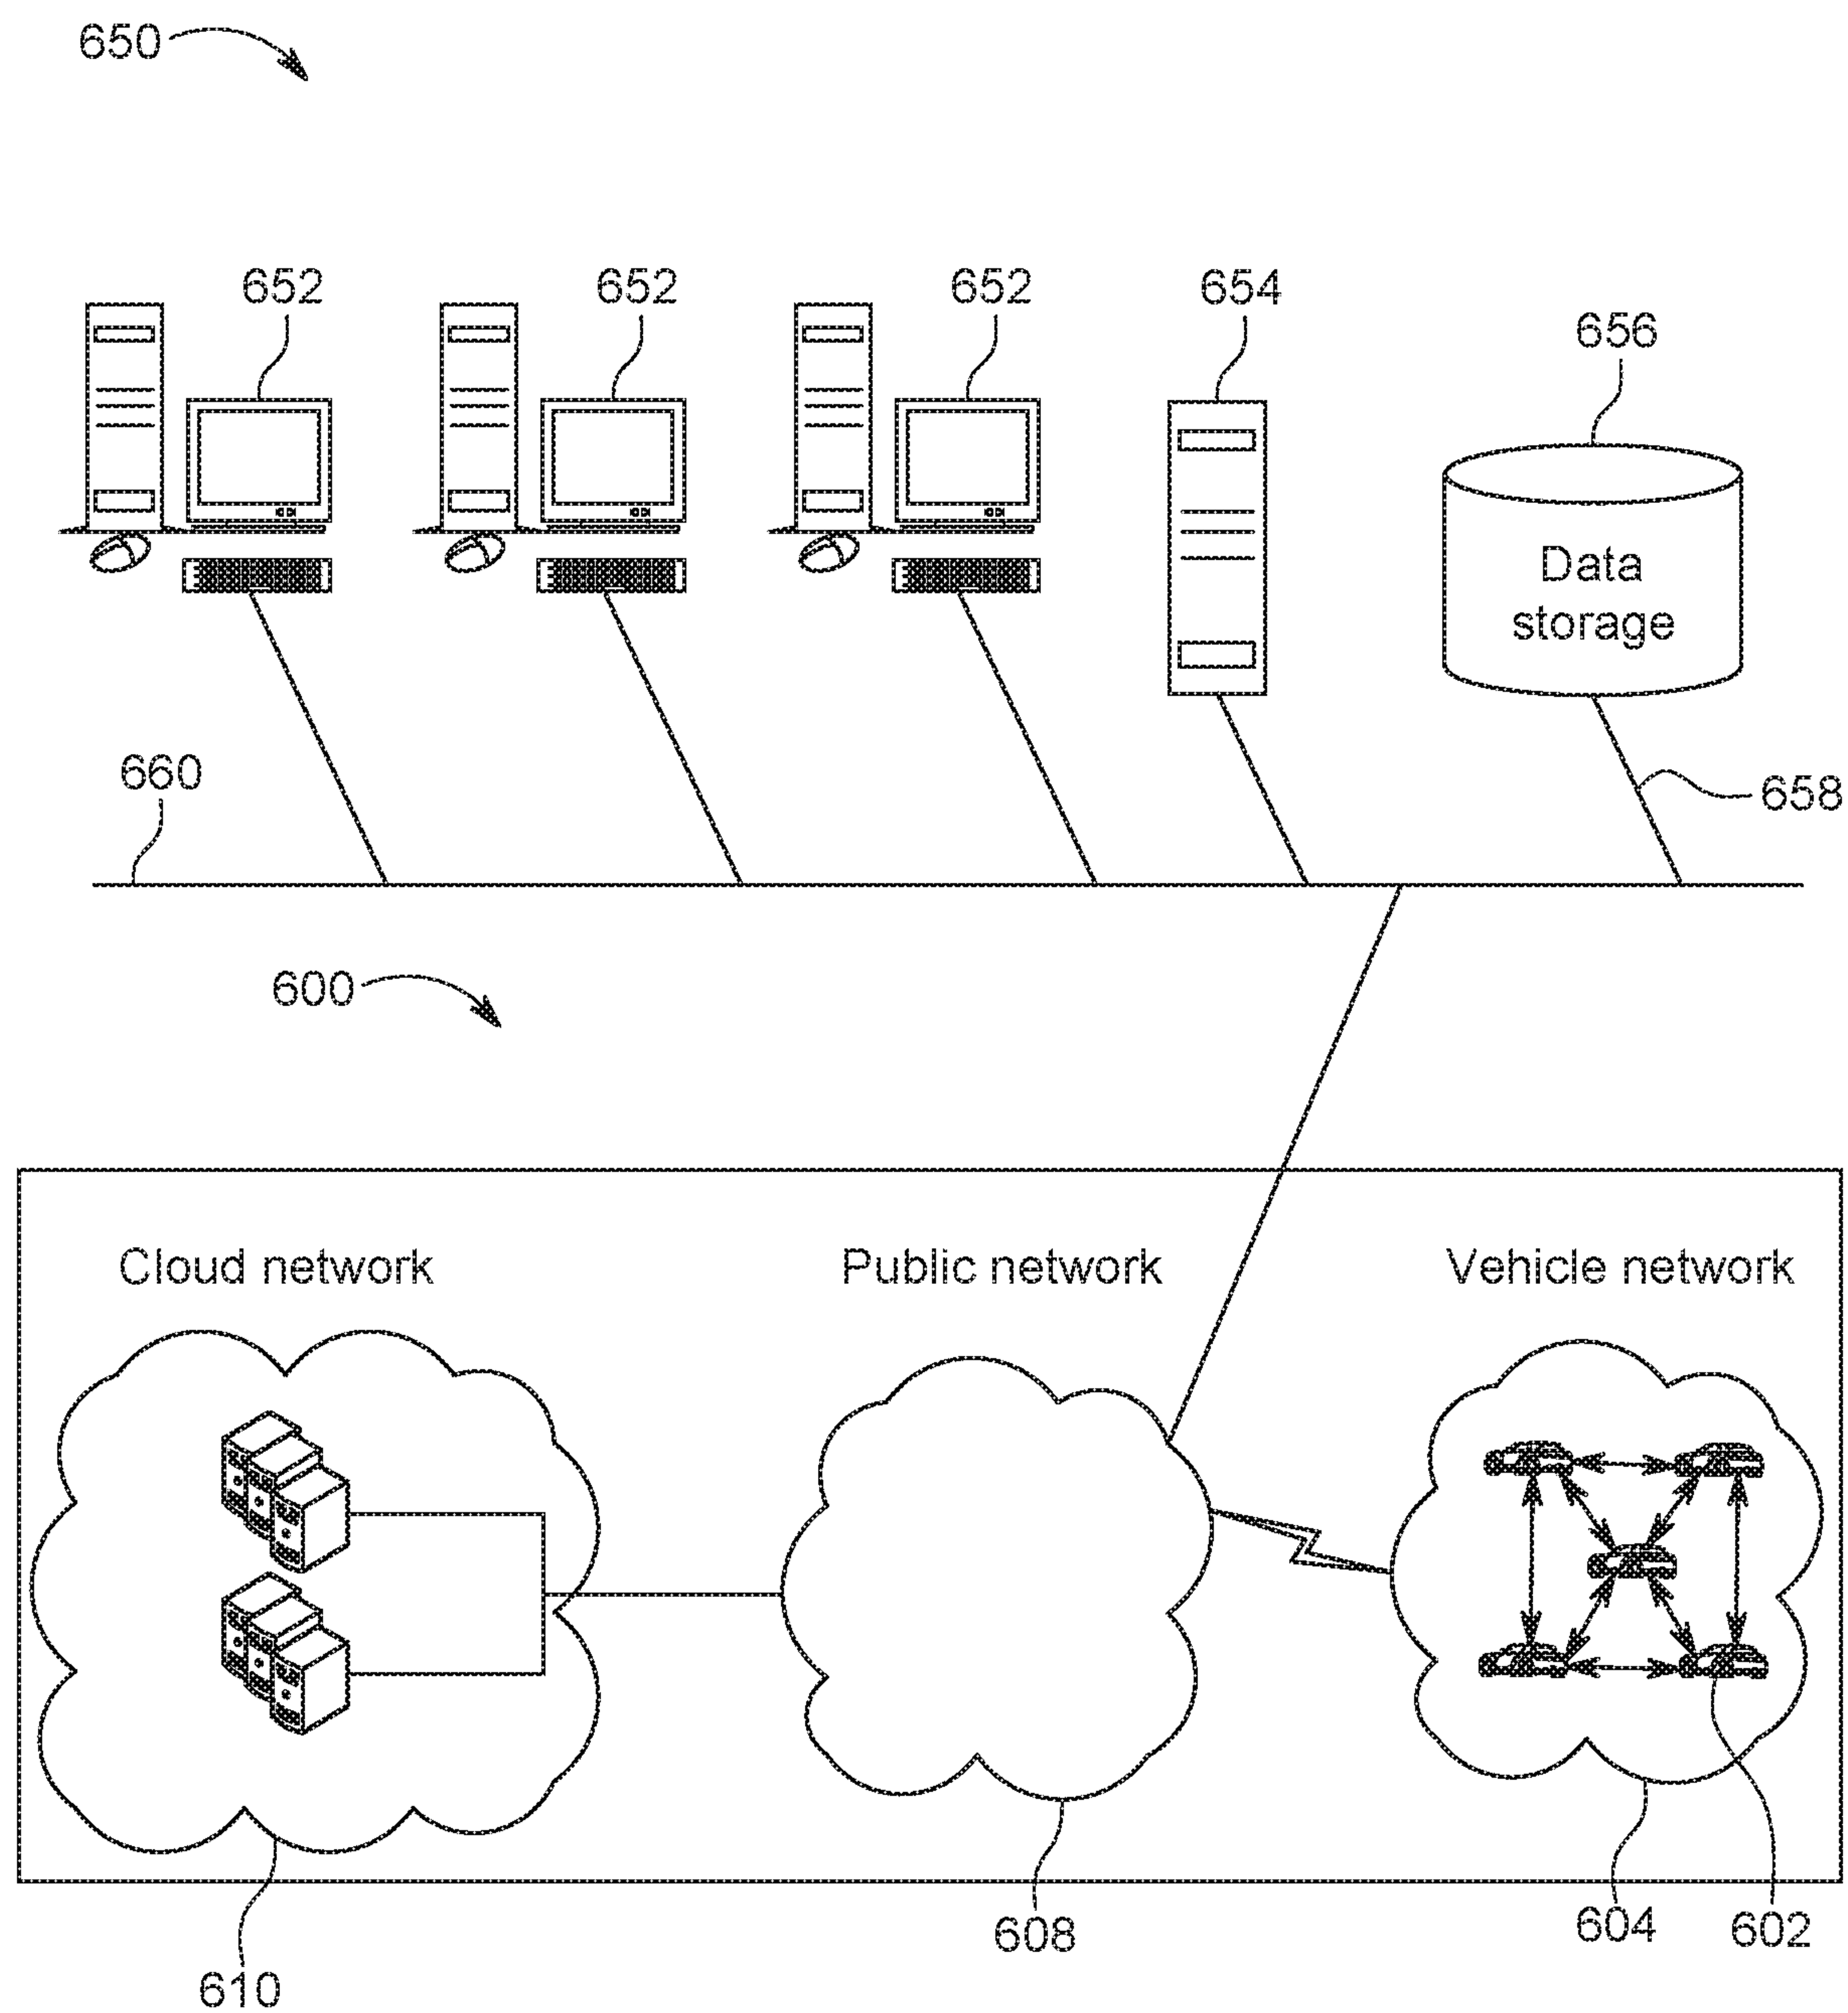 650
652
652
652
654
656
Data
storage
660
658
600
Cloud network
Public network
Vehicle network
604
602
608
610